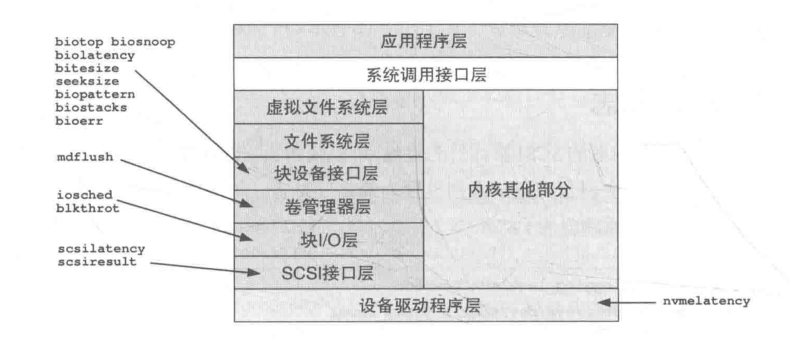 biotop biosnoop
biolatency
bitesize
seeksize
biopattern
biostacks
bioerr
mdflush
iosched
blkthrot
scsilatency
scsiresult
应用程序层
系统调用接口层
虚拟文件系统层
文件系统层
块设备接口层
卷管理器层
块I/O层
SCSI接口层
内核其他部分
设备驱动程序层
nvmelatency